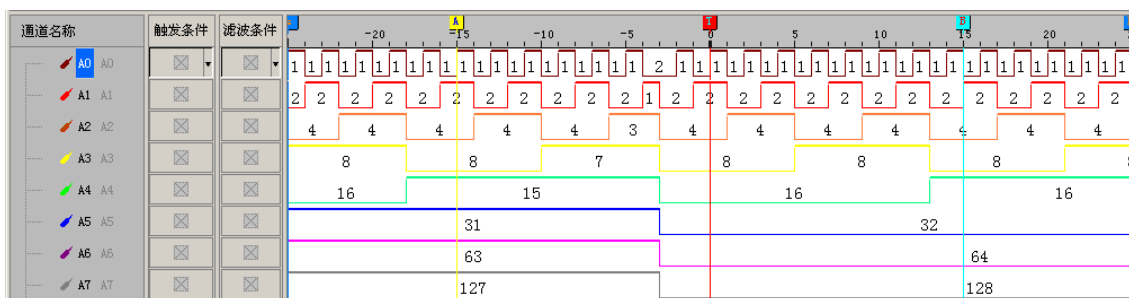 通道名称 触发条件 滤波条件 A T B
-20 -15 -10 -5 0 5 10 15 20
A0 A0 1 1 1 1 1 1 1 1 1 1 1 1 1 1 1 1 1 1 1 1 1 2 1 1 1 1 1 1 1 1 1 1 1 1 1 1 1 1 1 1 1 1 1 1 1 1 1 1 1
A1 A1 2 2 2 2 2 2 2 2 2 1 2 2 2 2 2 2 2 2 2 2 2 2 2
A2 A2 4 4 4 4 4 3 4 4 4 4 4 4 4
A3 A3 8 8 7 8 8 8 8
A4 A4 16 15 16 16
A5 A5 31 32
A6 A6 63 64
A7 A7 127 128